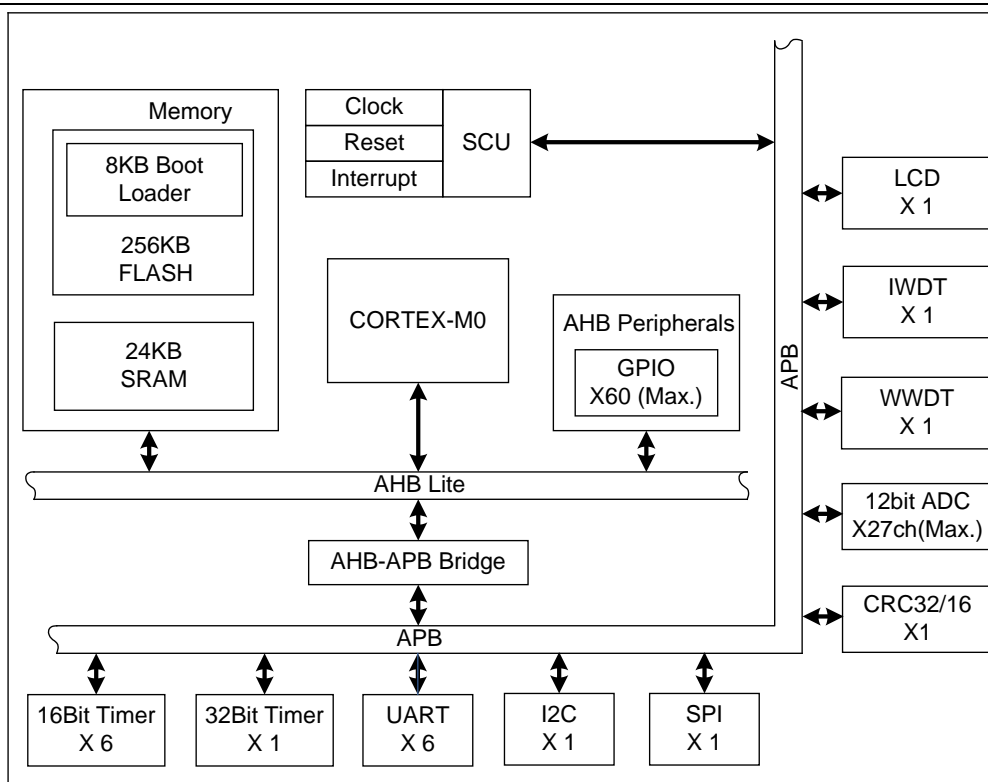 Memory
8KB Boot
Loader
256KB
FLASH
24KB
SRAM
Clock
Reset
Interrupt
SCU
CORTEX-M0
AHB Peripherals
GPIO
X60 (Max.)
AHB Lite
AHB-APB Bridge
APB
APB
LCD
X 1
IWDT
X 1
WWDT
X 1
12bit ADC
X27ch(Max.)
CRC32/16
X1
16Bit Timer
X 6
32Bit Timer
X 1
UART
X 6
I2C
X 1
SPI
X 1